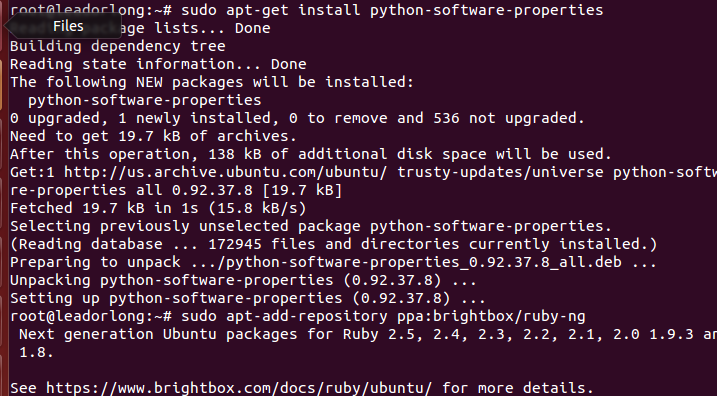 root@leadorlong:~# sudo apt-get install python-software-properties
Files
age lists... Done
Building dependency tree
Reading state information... Done
The following NEW packages will be installed:
  python-software-properties
0 upgraded, 1 newly installed, 0 to remove and 536 not upgraded.
Need to get 19.7 kB of archives.
After this operation, 138 kB of additional disk space will be used.
Get:1 http://us.archive.ubuntu.com/ubuntu/ trusty-updates/universe python-softw
re-properties all 0.92.37.8 [19.7 kB]
Fetched 19.7 kB in 1s (15.8 kB/s)
Selecting previously unselected package python-software-properties.
(Reading database ... 172945 files and directories currently installed.)
Preparing to unpack .../python-software-properties_0.92.37.8_all.deb ...
Unpacking python-software-properties (0.92.37.8) ...
Setting up python-software-properties (0.92.37.8) ...
root@leadorlong:~# sudo apt-add-repository ppa:brightbox/ruby-ng
 Next generation Ubuntu packages for Ruby 2.5, 2.4, 2.3, 2.2, 2.1, 2.0 1.9.3 an
 1.8.
See https://www.brightbox.com/docs/ruby/ubuntu/ for more details.